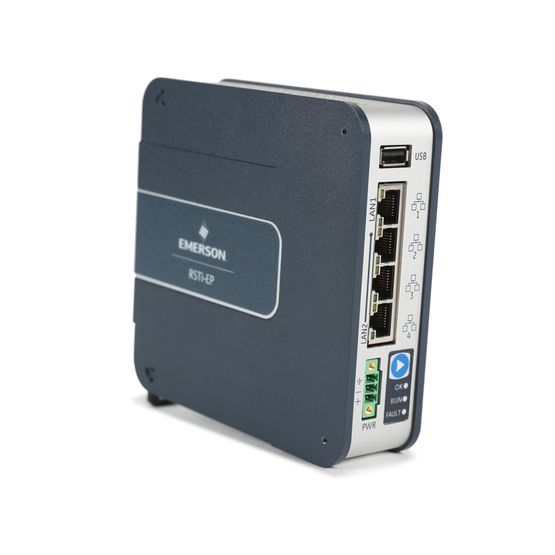 EMERSON
RSTi-EP
USB
LAN1
1
2
3
LAN2
4
OK
RUN
FAULT
PWR